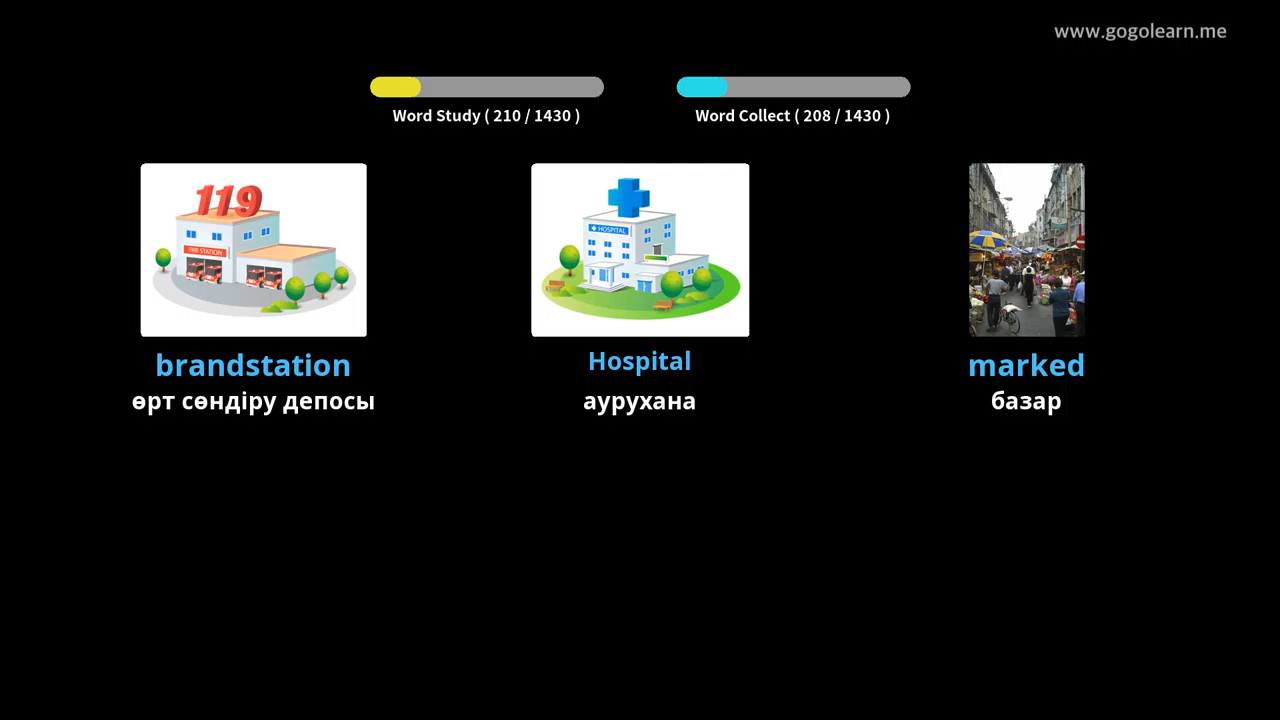 www.gogolearn.me
Word Study ( 210 / 1430 )
Word Collect ( 208 / 1430 )
119
FIRE STATION
HOSPITAL
brandstation
Hospital
marked
өрт сөндіру депосы
аурухана
базар